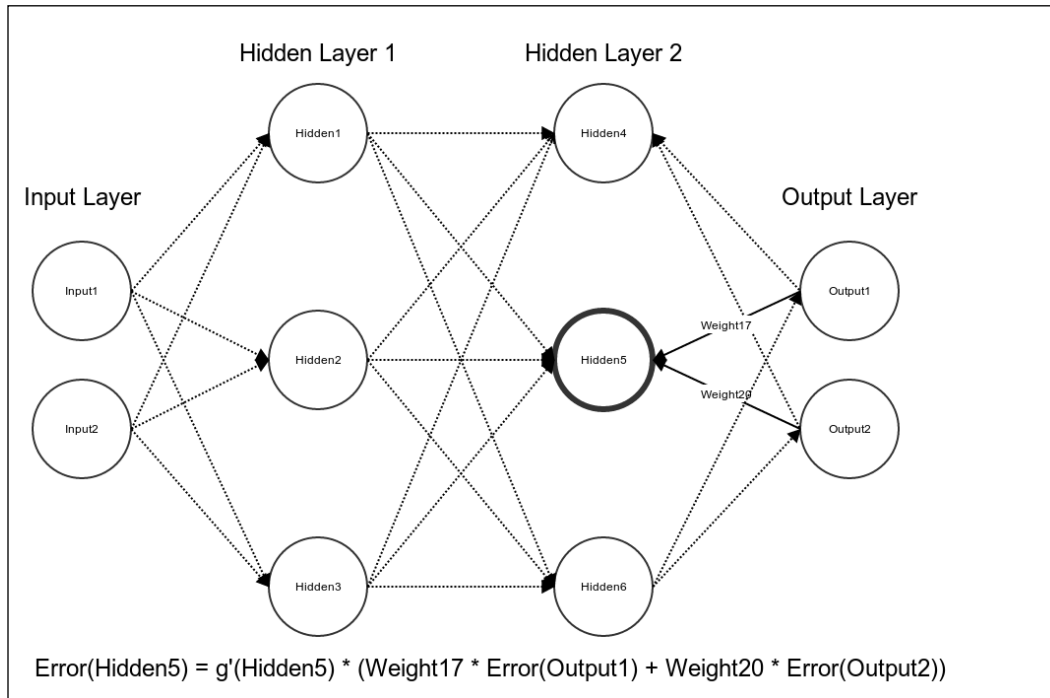 Hidden Layer 1
Hidden Layer 2
Hidden1
Hidden4
Input Layer
Output Layer
Input1
Output1
Weight17
Hidden2
Hidden5
Weight20
Input2
Output2
Hidden3
Hidden6
Error(Hidden5) = g'(Hidden5) * (Weight17 * Error(Output1) + Weight20 * Error(Output2))